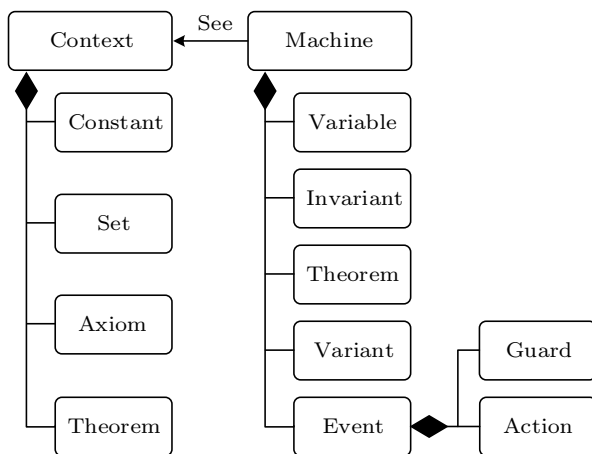 Context
See
Machine
Constant
Set
Axiom
Theorem
Variable
Invariant
Theorem
Variant
Event
Guard
Action